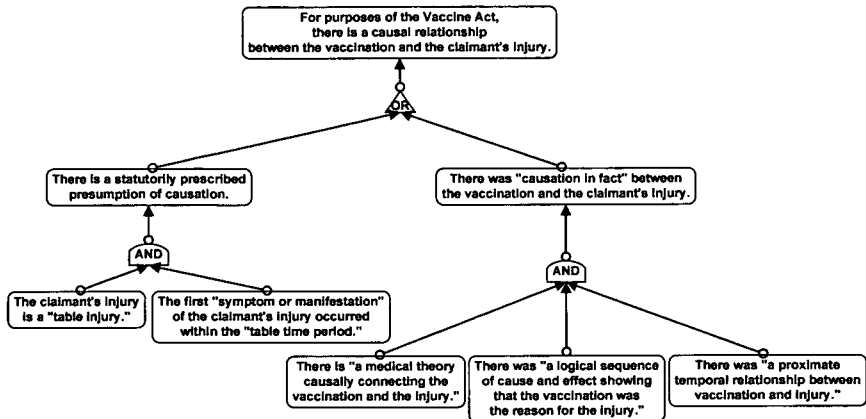 For purposes of the Vaccine Act,
there is a causal relationship
between the vaccination and the claimant's injury.
OR
There is a statutorily prescribed
presumption of causation.
There was "causation in fact" between
the vaccination and the claimant's injury.
AND
AND
The claimant's injury
is a "table injury."
The first "symptom or manifestation"
of the claimant's injury occurred
within the "table time period."
There is "a medical theory
causally connecting the
vaccination and the injury."
There was "a logical sequence
of cause and effect showing
that the vaccination was
the reason for the injury."
There was "a proximate
temporal relationship between
vaccination and injury."